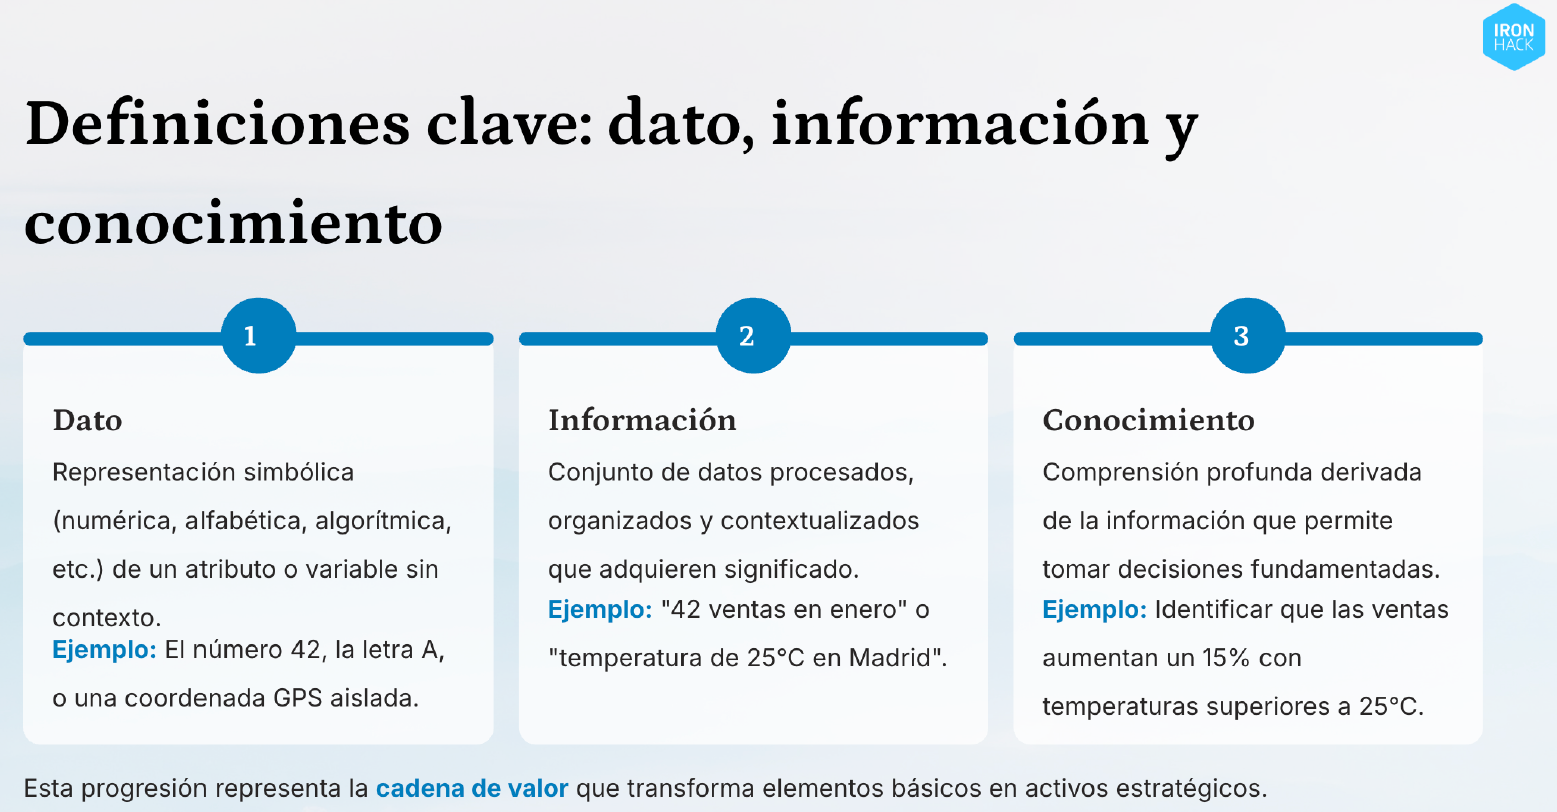 IRON
HACK
Definiciones clave: dato, información y
conocimiento
1
Dato
Representación simbólica
(numérica, alfabética, algorítmica,
etc.) de un atributo o variable sin
contexto.
Ejemplo: El número 42, la letra A,
o una coordenada GPS aislada.
2
Información
Conjunto de datos procesados,
organizados y contextualizados
que adquieren significado.
Ejemplo: "42 ventas en enero" o
"temperatura de 25°C en Madrid".
3
Conocimiento
Comprensión profunda derivada
de la información que permite
tomar decisiones fundamentadas.
Ejemplo: Identificar que las ventas
aumentan un 15% con
temperaturas superiores a 25°C.
Esta progresión representa la cadena de valor que transforma elementos básicos en activos estratégicos.